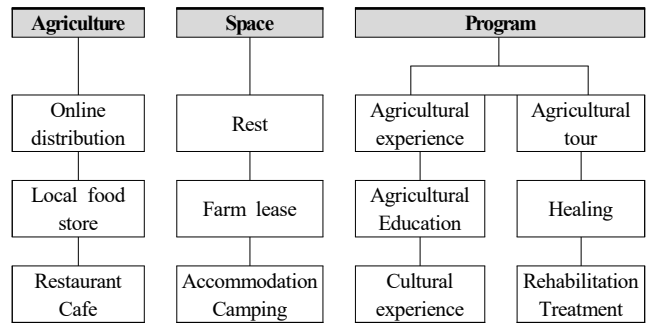 Agriculture
Online
distribution
Local food
store
Restaurant
Cafe
Space
Rest
Farm lease
Accommodation
Camping
Program
Agricultural
experience
Agricultural
Education
Cultural
experience
Agricultural
tour
Healing
Rehabilitation
Treatment